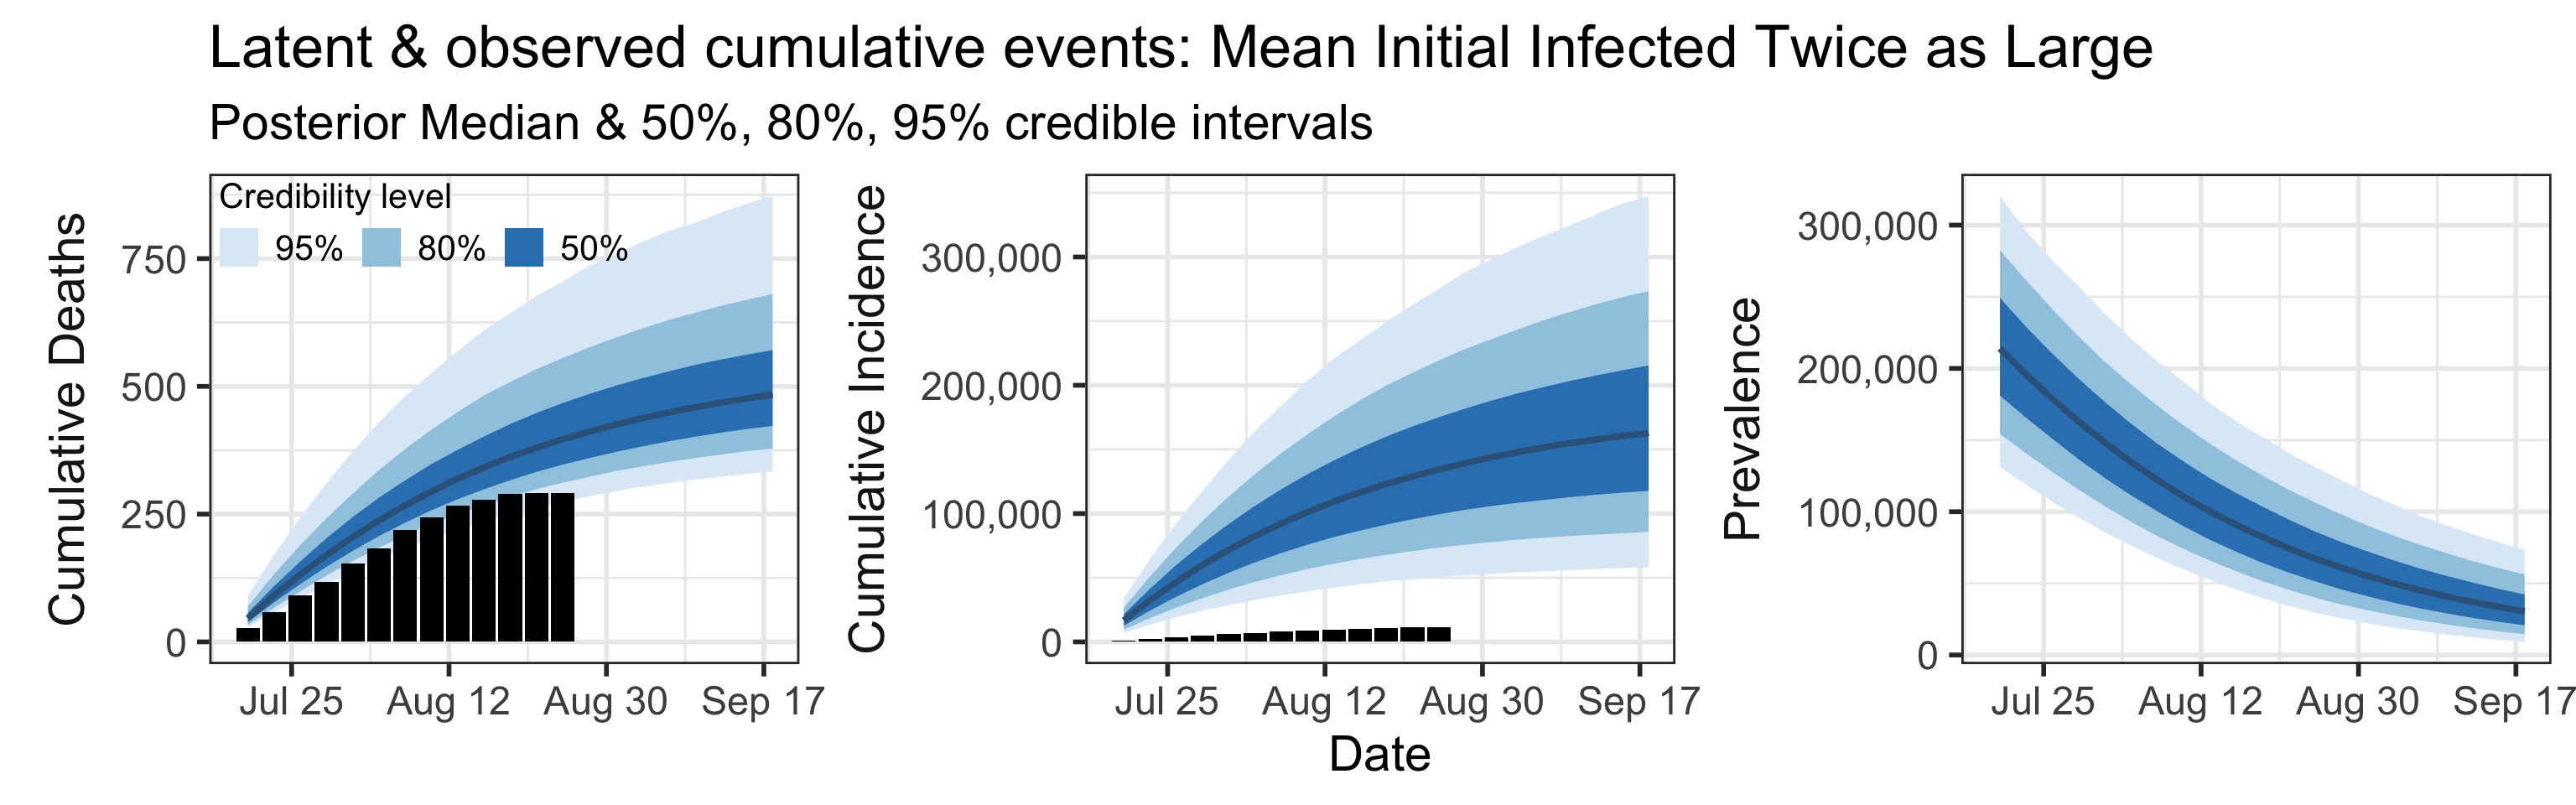 Latent & observed cumulative events: Mean Initial Infected Twice as Large
Posterior Median & 50%, 80%, 95% credible intervals
Cumulative Deaths
Credibility level
95% 80% 50%
750
500
250
0
Jul 25 Aug 12 Aug 30 Sep 17
Cumulative Incidence
300,000
200,000
100,000
0
Jul 25 Aug 12 Aug 30 Sep 17
Prevalence
300,000
200,000
100,000
0
Jul 25 Aug 12 Aug 30 Sep 17
Date